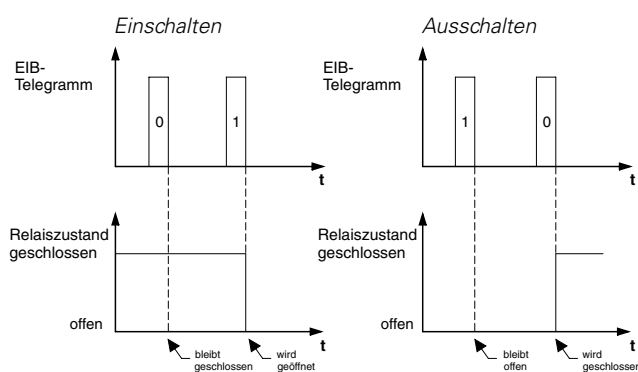 Einschalten
EIB-
Telegramm
0
1
t
Relaiszustand
geschlossen
offen
t
bleibt
geschlossen
wird
geöffnet
Ausschalten
EIB-
Telegramm
1
0
t
Relaiszustand
geschlossen
offen
t
bleibt
offen
wird
geschlossen